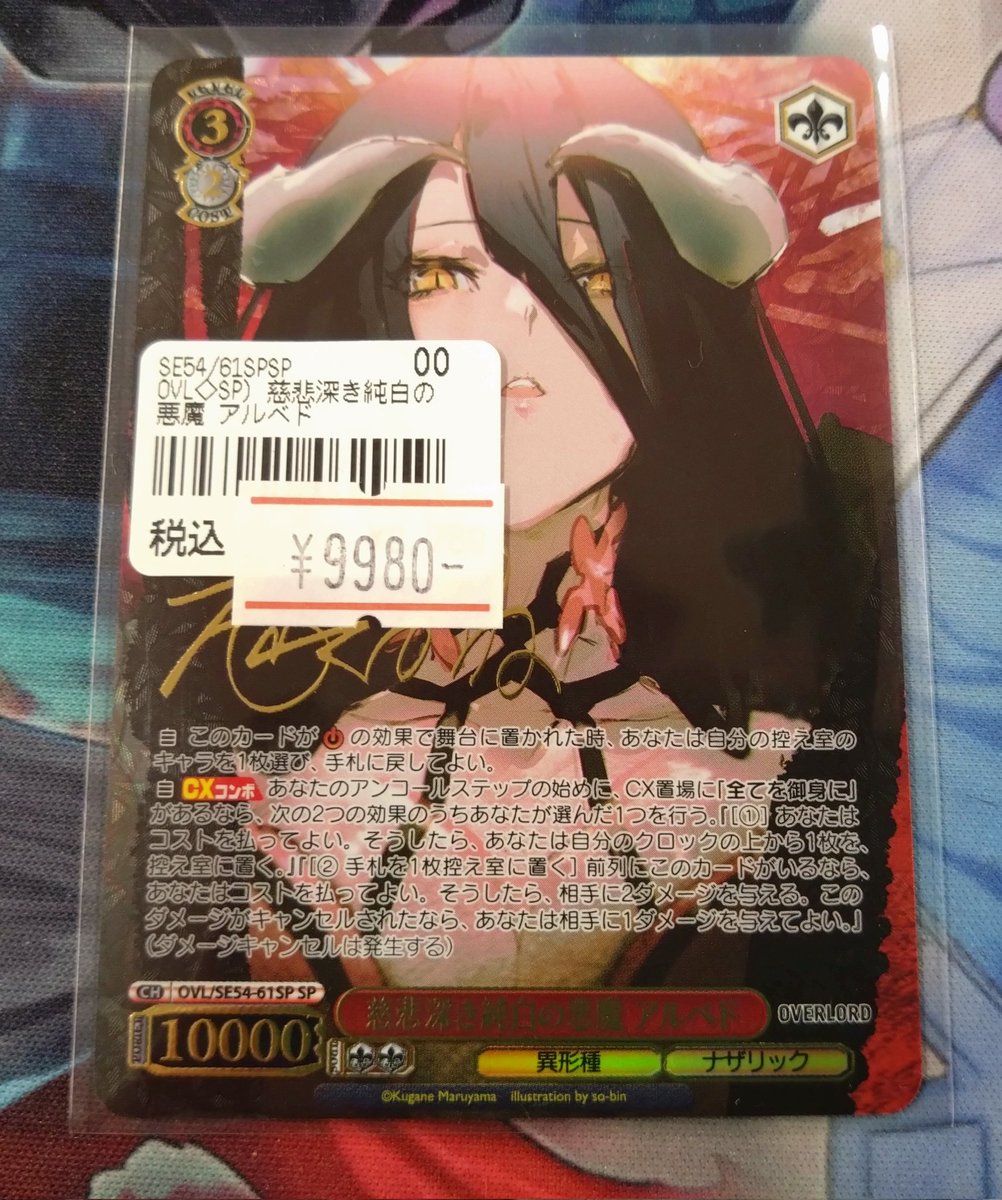 3
2
COST
SE54/61SPSP 00
OVL◇SP) 慈悲深き純白の
悪魔 アルベド
税込
¥9980-
自 このカードが の効果で舞台に置かれた時、あなたは自分の控え室の
キャラを1枚選び、手札に戻してよい。
自 CXコンボ あなたのアンコールステップの始めに、CX置場に「全てを御身に」
があるなら、次の2つの効果のうちあなたが選んだ1つを行う。『[①] あなたは
コストを払ってよい。そうしたら、あなたは自分のクロックの上から1枚を、
控え室に置く。』『[② 手札を1枚控え室に置く] 前列にこのカードがいるなら、
あなたはコストを払ってよい。そうしたら、相手に2ダメージを与える。この
ダメージがキャンセルされたなら、あなたは相手に1ダメージを与えてよい。』
(ダメージキャンセルは発生する)
CH OVL/SE54-61SP SP
慈悲深き純白の悪魔 アルベド
OVERLORD
POWER 10000
異形種 ナザリック
©Kugane Maruyama illustration by so-bin